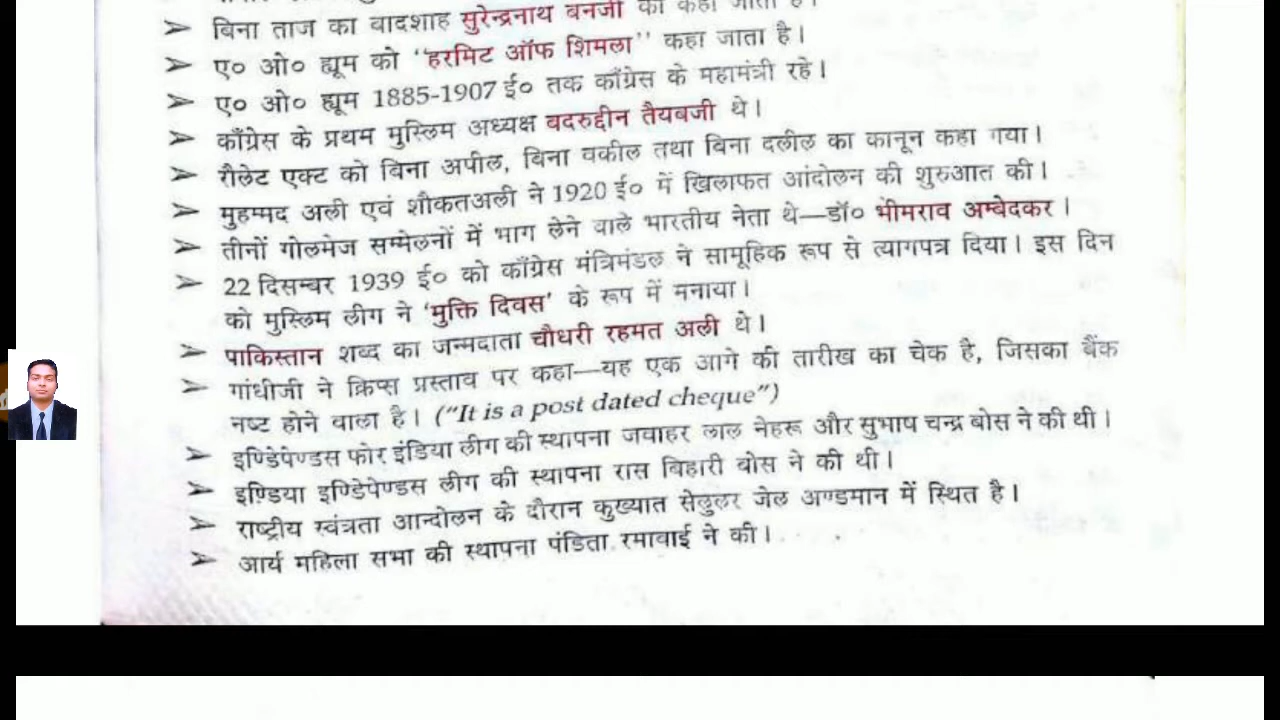 ➢ बिना ताज का बादशाह सुरेन्द्रनाथ बनर्जी को कहा जाता है।
➢ ए० ओ० ह्यूम को ‘‘हरमिट ऑफ शिमला’’ कहा जाता है।
➢ ए० ओ० ह्यूम 1885-1907 ई० तक काँग्रेस के महामंत्री रहे।
➢ काँग्रेस के प्रथम मुस्लिम अध्यक्ष बदरुद्दीन तैयबजी थे।
➢ रौलेट एक्ट को बिना अपील, बिना वकील तथा बिना दलील का कानून कहा गया।
➢ मुहम्मद अली एवं शौकतअली ने 1920 ई० में खिलाफत आंदोलन की शुरुआत की।
➢ तीनों गोलमेज सम्मेलनों में भाग लेने वाले भारतीय नेता थे—डॉ० भीमराव अम्बेदकर।
➢ 22 दिसम्बर 1939 ई० को काँग्रेस मंत्रिमंडल ने सामूहिक रूप से त्यागपत्र दिया। इस दिन
को मुस्लिम लीग ने ‘मुक्ति दिवस’ के रूप में मनाया।
➢ पाकिस्तान शब्द का जन्मदाता चौधरी रहमत अली थे।
➢ गांधीजी ने क्रिप्स प्रस्ताव पर कहा—यह एक आगे की तारीख का चेक है, जिसका बैंक
नष्ट होने वाला है। (“It is a post dated cheque”)
➢ इण्डिेपेण्डस फोर इंडिया लीग की स्थापना जवाहर लाल नेहरू और सुभाष चन्द्र बोस ने की थी।
➢ इण्डिया इण्डिेपेण्डस लीग की स्थापना रास बिहारी बोस ने की थी।
➢ राष्ट्रीय स्वंत्रता आन्दोलन के दौरान कुख्यात सेलुलर जेल अण्डमान में स्थित है।
➢ आर्य महिला सभा की स्थापना पंडिता रमावाई ने की।